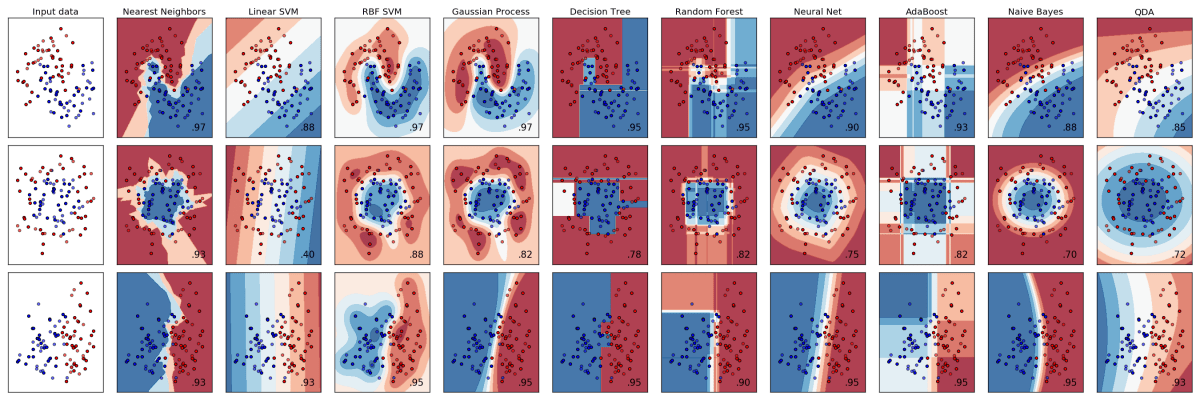 Input data
Nearest Neighbors
Linear SVM
RBF SVM
Gaussian Process
Decision Tree
Random Forest
Neural Net
AdaBoost
Naive Bayes
QDA
.97
.88
.97
.97
.95
.95
.90
.93
.88
.85
.93
.40
.88
.82
.78
.82
.75
.82
.70
.72
.93
.93
.95
.95
.95
.90
.95
.95
.95
.93